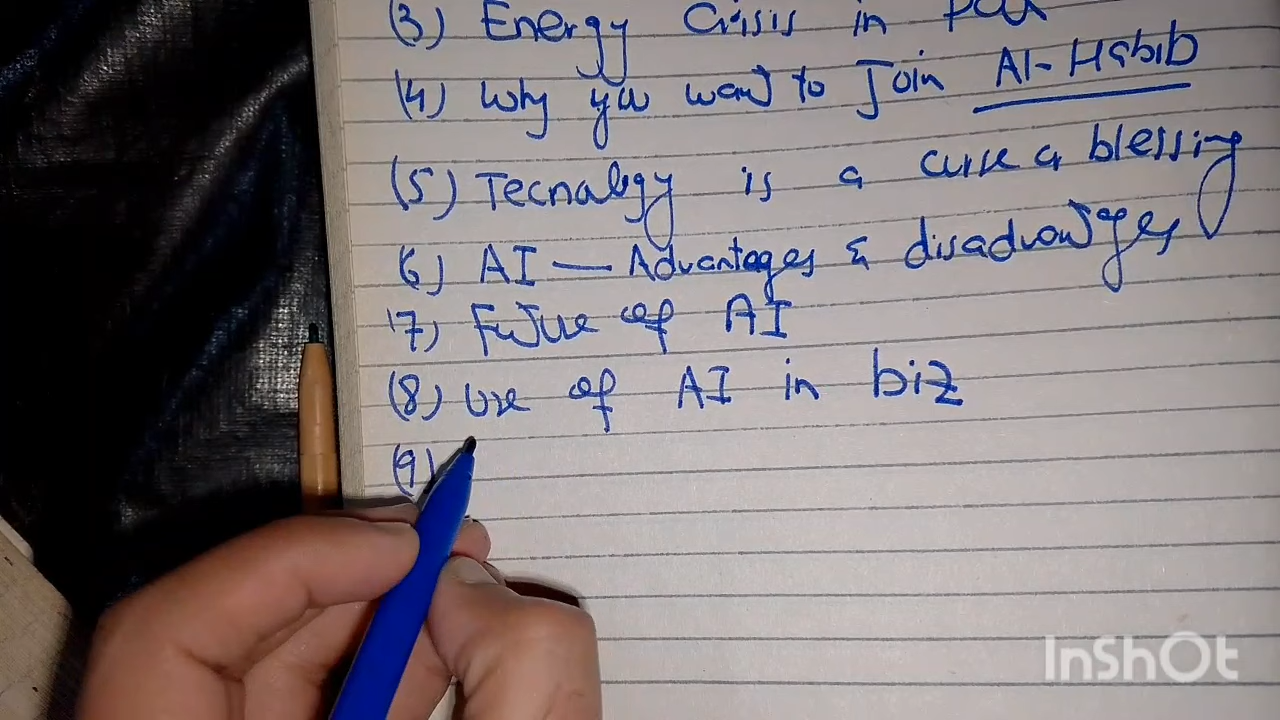 (3) Energy Crisis in Pak
(4) Why you want to Join Al-Habib
(5) Tecnalogy is a curse a blessing
6) AI — Advantages & disadvantages
7) Future of AI
(8) Use of AI in biz
(9)
InShOt